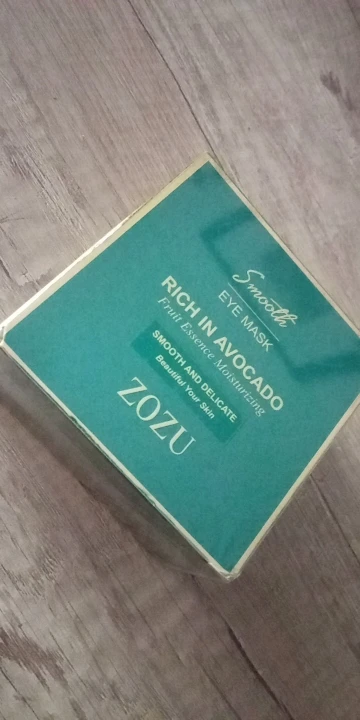 Smooth
EYE MASK
RICH IN AVOCADO
Fruit Essence Moisturizing
SMOOTH AND DELICATE
Beautiful Your Skin
ZOZU